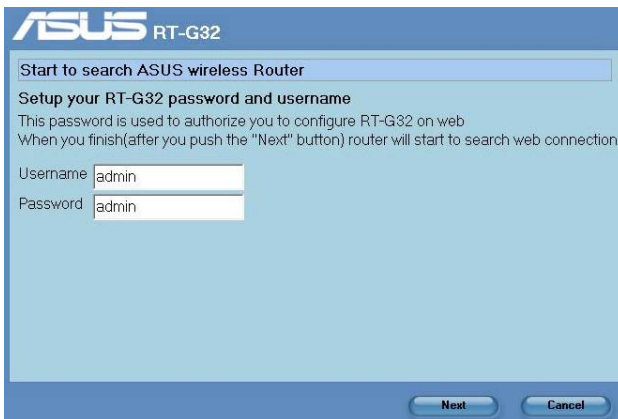 ASUS RT-G32
Start to search ASUS wireless Router
Setup your RT-G32 password and username
This password is used to authorize you to configure RT-G32 on web
When you finish(after you push the "Next" button) router will start to search web connection
Username admin
Password admin
Next Cancel